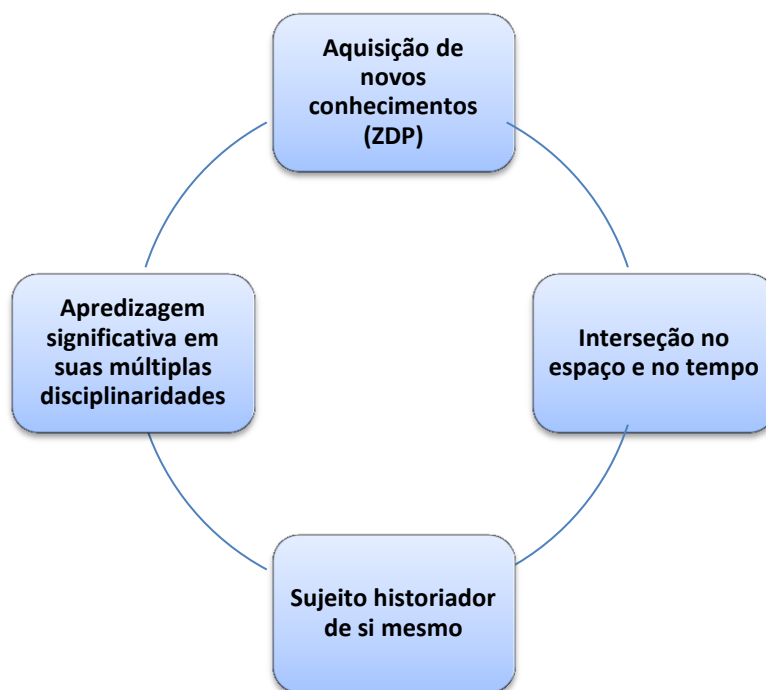 Aquisição de
novos
conhecimentos
(ZDP)
Interseção no
espaço e no tempo
Sujeito historiador
de si mesmo
Apredizagem
significativa em
suas múltiplas
disciplinaridades